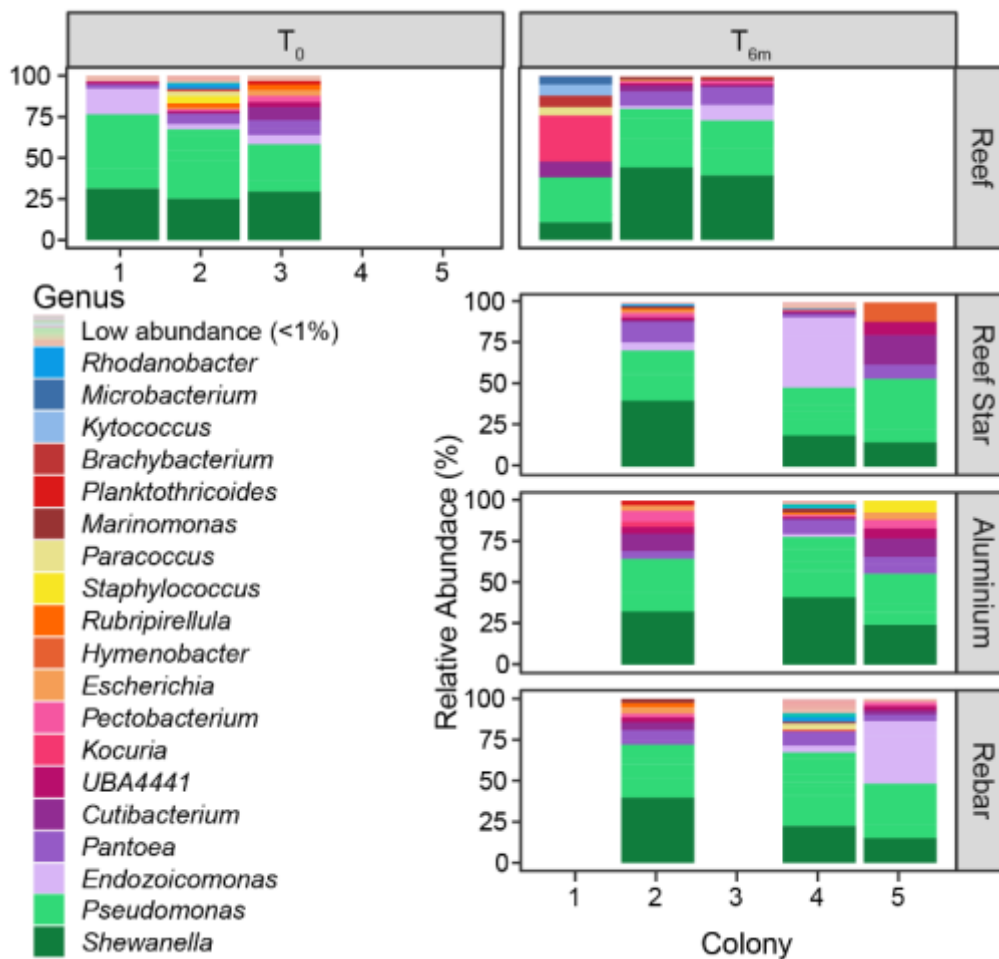 T0
T6m
100
75
50
25
0
1 2 3 4 5
Reef
Genus
Low abundance (<1%)
Rhodanobacter
Microbacterium
Kytococcus
Brachybacterium
Planktothricoides
Marinomonas
Paracoccus
Staphylococcus
Rubripirellula
Hymenobacter
Escherichia
Pectobacterium
Kocuria
UBA4441
Cutibacterium
Pantoea
Endozoicomonas
Pseudomonas
Shewanella
Relative Abundace (%)
100
75
50
25
0
Reef Star
100
75
50
25
0
Aluminium
100
75
50
25
0
Rebar
1 2 3 4 5
Colony